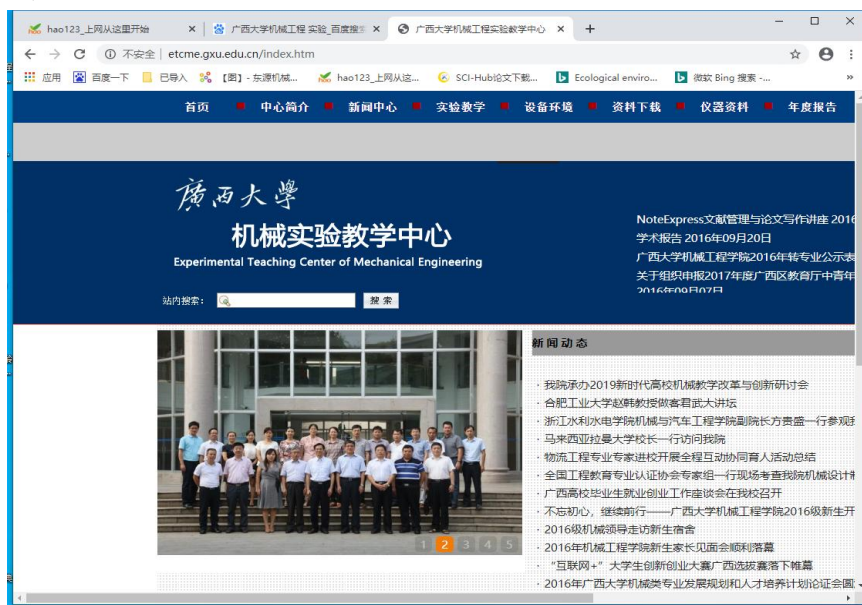 hao123_上网从这里开始
广西大学机械工程 实验_百度搜
广西大学机械工程实验教学中心
不安全 | etcme.gxu.edu.cn/index.htm
应用 百度一下 已导入 【图】- 东源机械... hao123_上网从这... SCI-Hub论文下载... Ecological enviro... 微软 Bing 搜索 -...
首页 中心简介 新闻中心 实验教学 设备环境 资料下载 仪器资料 年度报告
廣西大學
机械实验教学中心
Experimental Teaching Center of Mechanical Engineering
NoteExpress文献管理与论文写作讲座 2016
学术报告 2016年09月20日
广西大学机械工程学院2016年转专业公示表
关于组织申报2017年度广西区教育厅中青年
2016年09月07日
站内搜索:
搜 索
新闻动态
· 我院承办2019新时代高校机械教学改革与创新研讨会
· 合肥工业大学赵韩教授做客君武大讲坛
· 浙江水利水电学院机械与汽车工程学院副院长方贵盛一行参观我
· 马来西亚拉曼大学校长一行访问我院
· 物流工程专业专家进校开展全程互动协同育人活动总结
· 全国工程教育专业认证协会专家组一行现场考查我院机械设计制
· 广西高校毕业生就业创业工作座谈会在我校召开
· 不忘初心，继续前行——广西大学机械工程学院2016级新生开
· 2016级机械领导走访新生宿舍
· 2016年机械工程学院新生家长见面会顺利落幕
· “互联网+”大学生创新创业大赛广西选拔赛落下帷幕
· 2016年广西大学机械类专业发展规划和人才培养计划论证会圆
1 2 3 4 5